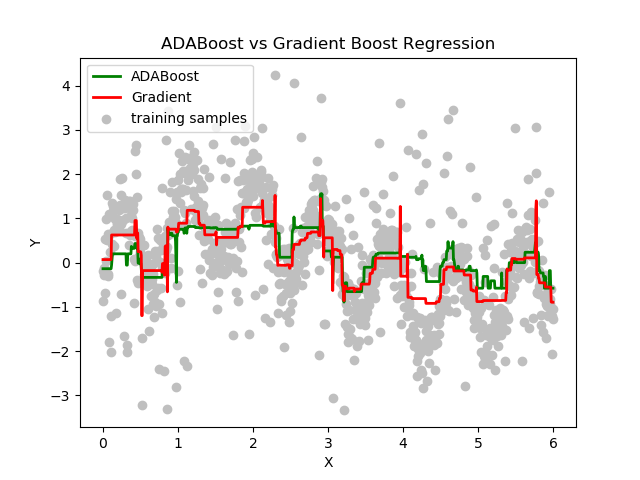 ADABoost vs Gradient Boost Regression
ADABoost
Gradient
training samples
4
3
2
1
0
−1
−2
−3
Y
0 1 2 3 4 5 6
X